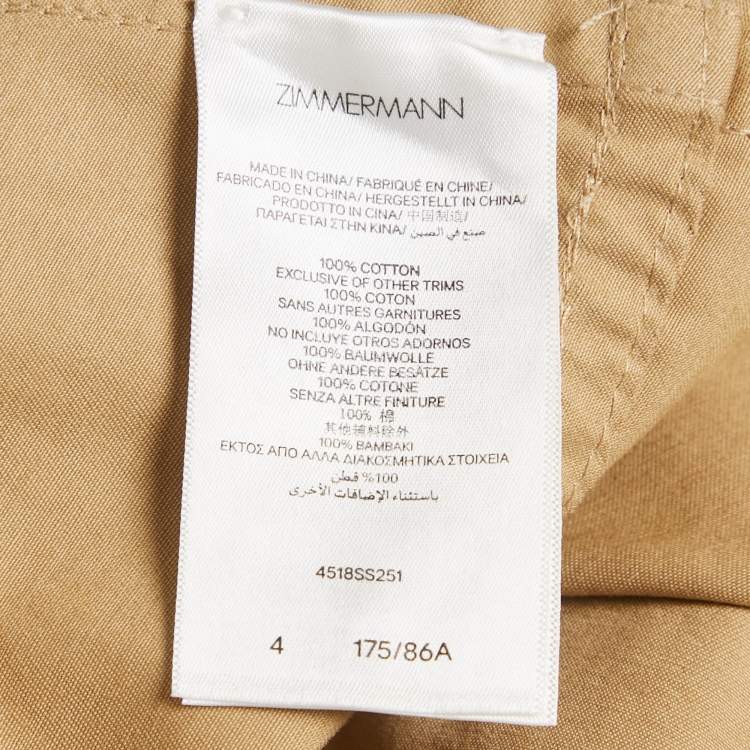 ZIMMERMANN
MADE IN CHINA/ FABRIQUÉ EN CHINE/
FABRICADO EN CHINA/ HERGESTELLT IN CHINA/
PRODOTTO IN CINA/ 中国制造/
ΠΑΡΑΓΕΤΑΙ ΣΤΗΝ ΚΙΝΑ/ صنع في الصين
100% COTTON
EXCLUSIVE OF OTHER TRIMS
100% COTON
SANS AUTRES GARNITURES
100% ALGODÓN
NO INCLUYE OTROS ADORNOS
100% BAUMWOLLE
OHNE ANDERE BESÄTZE
100% COTONE
SENZA ALTRE FINITURE
100% 棉
其他辅料除外
100% ΒΑΜΒΑΚΙ
ΕΚΤΟΣ ΑΠΟ ΑΛΛΑ ΔΙΑΚΟΣΜΗΤΙΚΑ ΣΤΟΙΧΕΙΑ
%100 قطن
باستثناء الإضافات الأخرى
4518SS251
4 175/86A